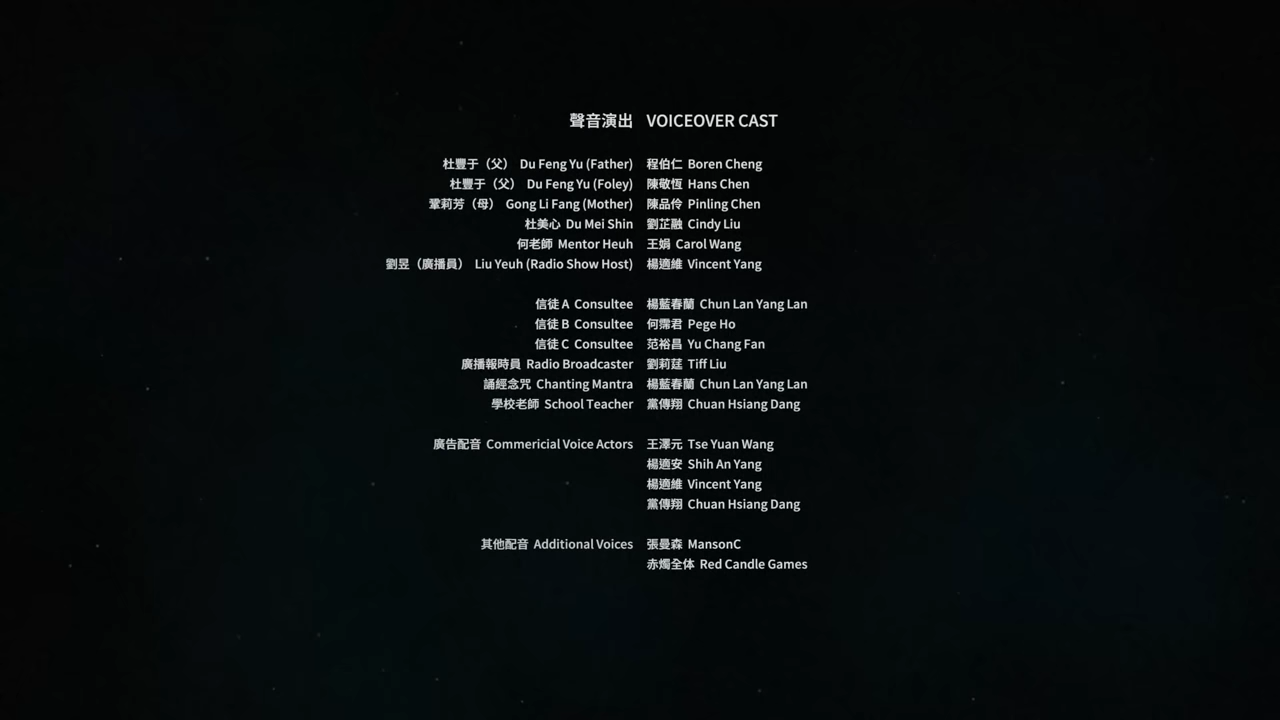 聲音演出 VOICEOVER CAST
杜豐于（父） Du Feng Yu (Father) 程伯仁 Boren Cheng
杜豐于（父） Du Feng Yu (Foley) 陳敬恆 Hans Chen
鞏莉芳（母） Gong Li Fang (Mother) 陳品伶 Pinling Chen
杜美心 Du Mei Shin 劉芷融 Cindy Liu
何老師 Mentor Heuh 王娟 Carol Wang
劉昱（廣播員） Liu Yeuh (Radio Show Host) 楊適維 Vincent Yang
信徒 A Consultee 楊藍春蘭 Chun Lan Yang Lan
信徒 B Consultee 何霈君 Pege Ho
信徒 C Consultee 范裕昌 Yu Chang Fan
廣播報時員 Radio Broadcaster 劉莉莛 Tiff Liu
誦經念咒 Chanting Mantra 楊藍春蘭 Chun Lan Yang Lan
學校老師 School Teacher 黨傳翔 Chuan Hsiang Dang
廣告配音 Commericial Voice Actors 王澤元 Tse Yuan Wang
楊適安 Shih An Yang
楊適維 Vincent Yang
黨傳翔 Chuan Hsiang Dang
其他配音 Additional Voices 張曼森 MansonC
赤燭全体 Red Candle Games